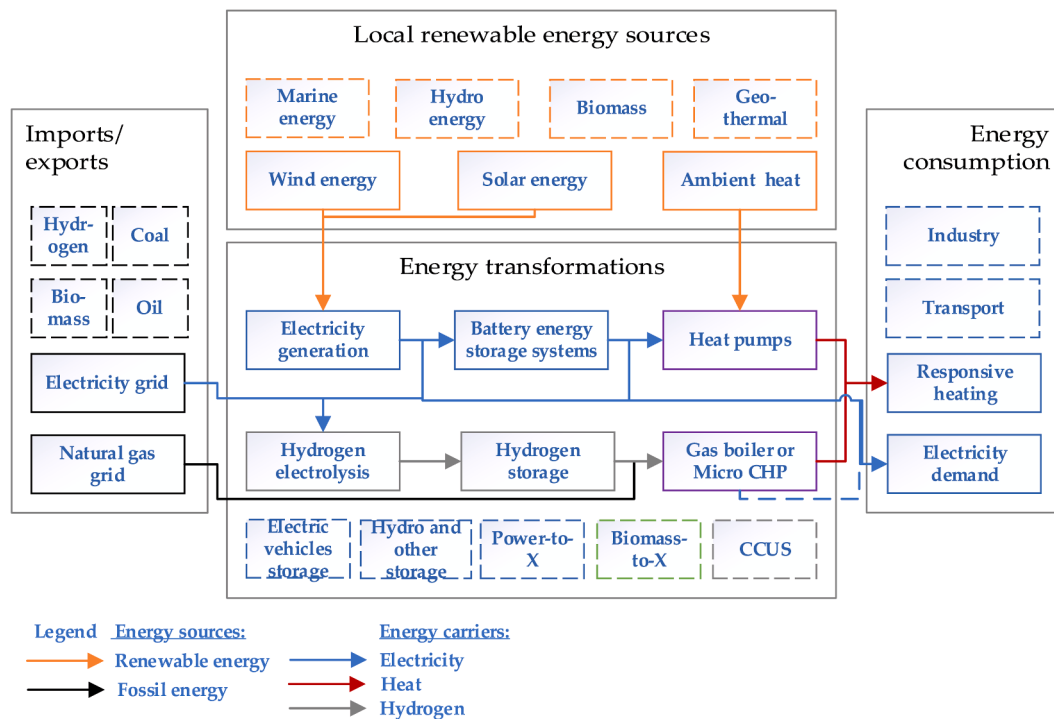 Local renewable energy sources
Marine
energy
Hydro
energy
Biomass
Geo-
thermal
Wind energy
Solar energy
Ambient heat
Imports/
exports
Hydr-
ogen
Coal
Bio-
mass
Oil
Electricity grid
Natural gas
grid
Energy transformations
Electricity
generation
Battery energy
storage systems
Heat pumps
Hydrogen
electrolysis
Hydrogen
storage
Gas boiler or
Micro CHP
Electric
vehicles
storage
Hydro and
other
storage
Power-to-
X
Biomass-
to-X
CCUS
Energy
consumption
Industry
Transport
Responsive
heating
Electricity
demand
Legend
Energy sources:
Renewable energy
Fossil energy
Energy carriers:
Electricity
Heat
Hydrogen